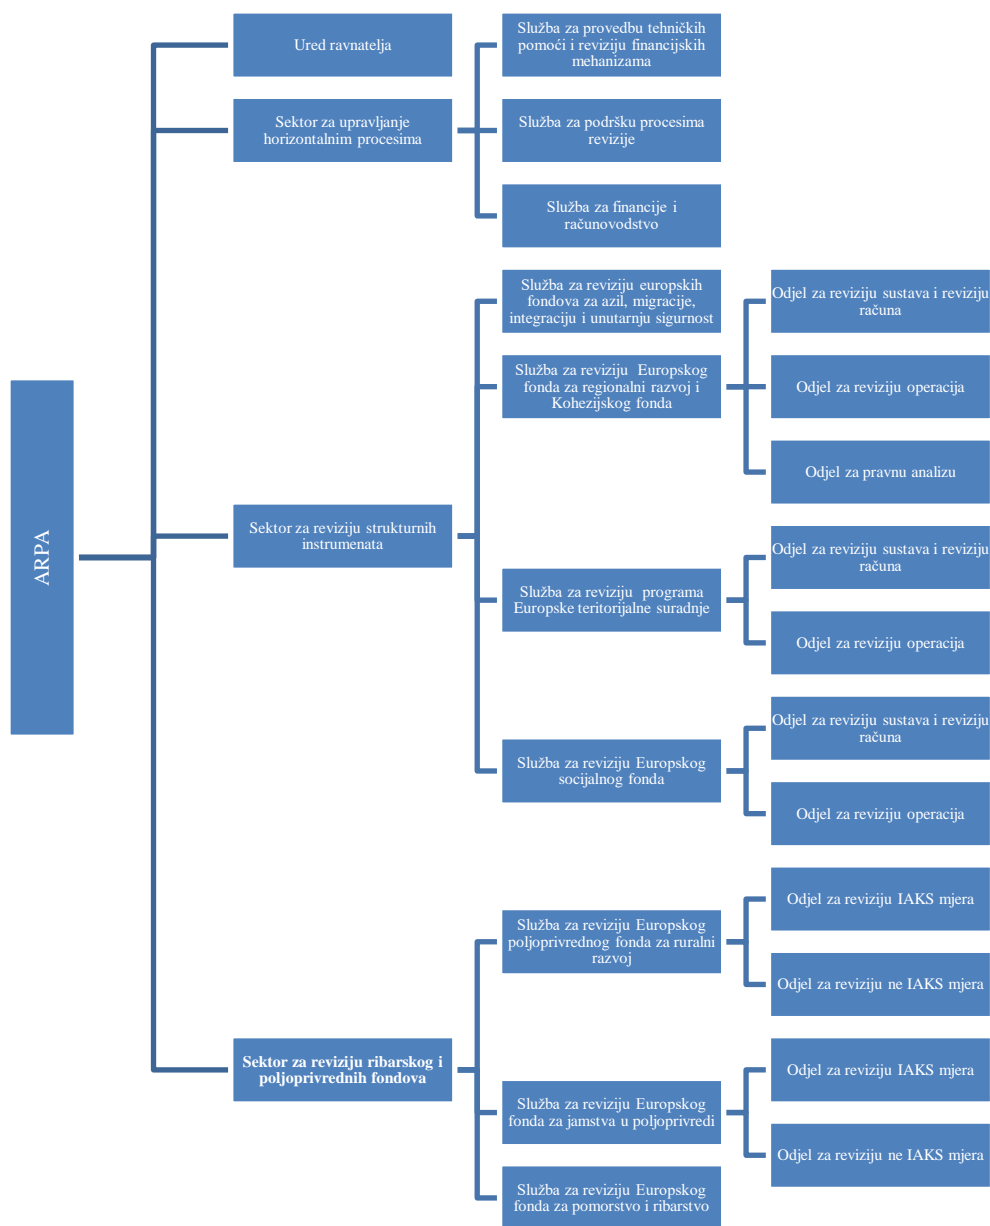 ARPA
Ured ravnatelja
Sektor za upravljanje
horizontalnim procesima
Služba za provedbu tehničkih
pomoći i reviziju financijskih
mehanizama
Služba za podršku procesima
revizije
Služba za financije i
računovodstvo
Sektor za reviziju strukturnih
instrumenata
Služba za reviziju europskih
fondova za azil, migracije,
integraciju i unutarnju sigurnost
Služba za reviziju Europskog
fonda za regionalni razvoj i
Kohezijskog fonda
Odjel za reviziju sustava i reviziju
računa
Odjel za reviziju operacija
Odjel za pravnu analizu
Služba za reviziju programa
Europske teritorijalne suradnje
Odjel za reviziju sustava i reviziju
računa
Odjel za reviziju operacija
Služba za reviziju Europskog
socijalnog fonda
Odjel za reviziju sustava i reviziju
računa
Odjel za reviziju operacija
Sektor za reviziju ribarskog i
poljoprivrednih fondova
Služba za reviziju Europskog
poljoprivrednog fonda za ruralni
razvoj
Odjel za reviziju IAKS mjera
Odjel za reviziju ne IAKS mjera
Služba za reviziju Europskog
fonda za jamstva u poljoprivredi
Odjel za reviziju IAKS mjera
Odjel za reviziju ne IAKS mjera
Služba za reviziju Europskog
fonda za pomorstvo i ribarstvo